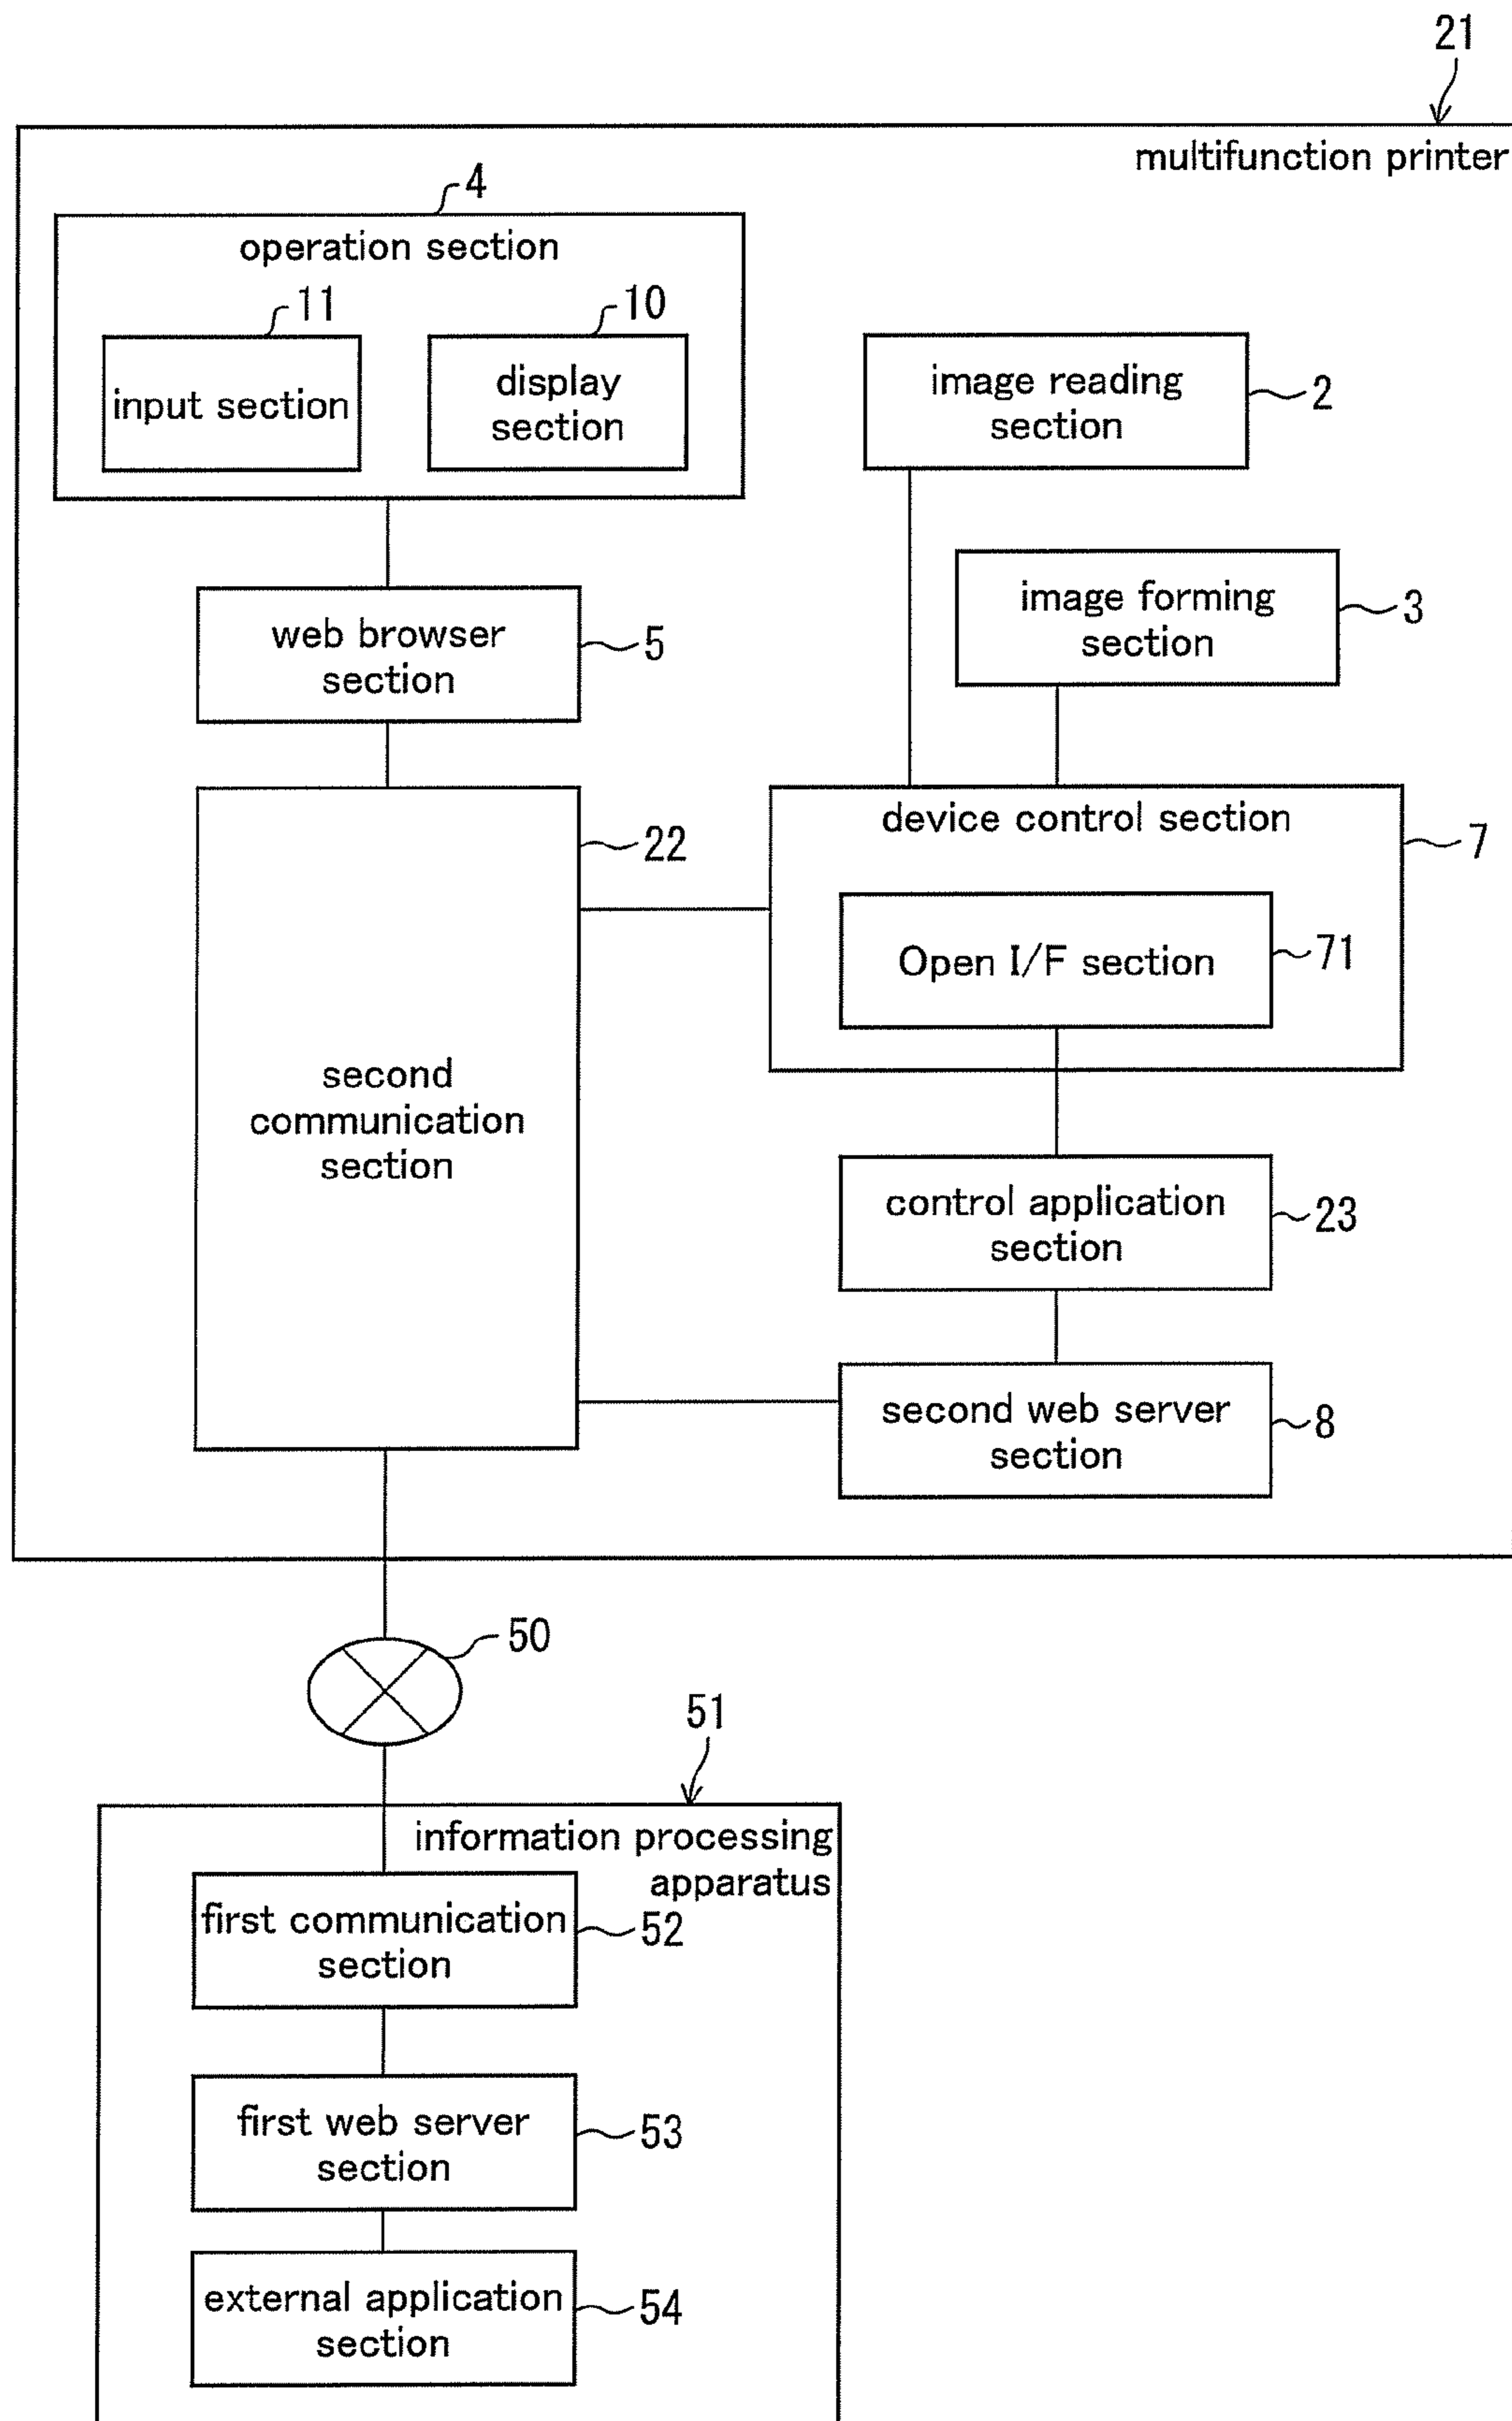 21
multifunction printer
4
operation section
11
10
input section
display
section
image reading
section
2
image forming
section
3
web browser
section
5
22
device control section
7
Open I/F section
71
second
communication
section
control application
section
23
second web server
section
8
50
51
information processing
apparatus
first communication
section
52
first web server
section
53
external application
section
54